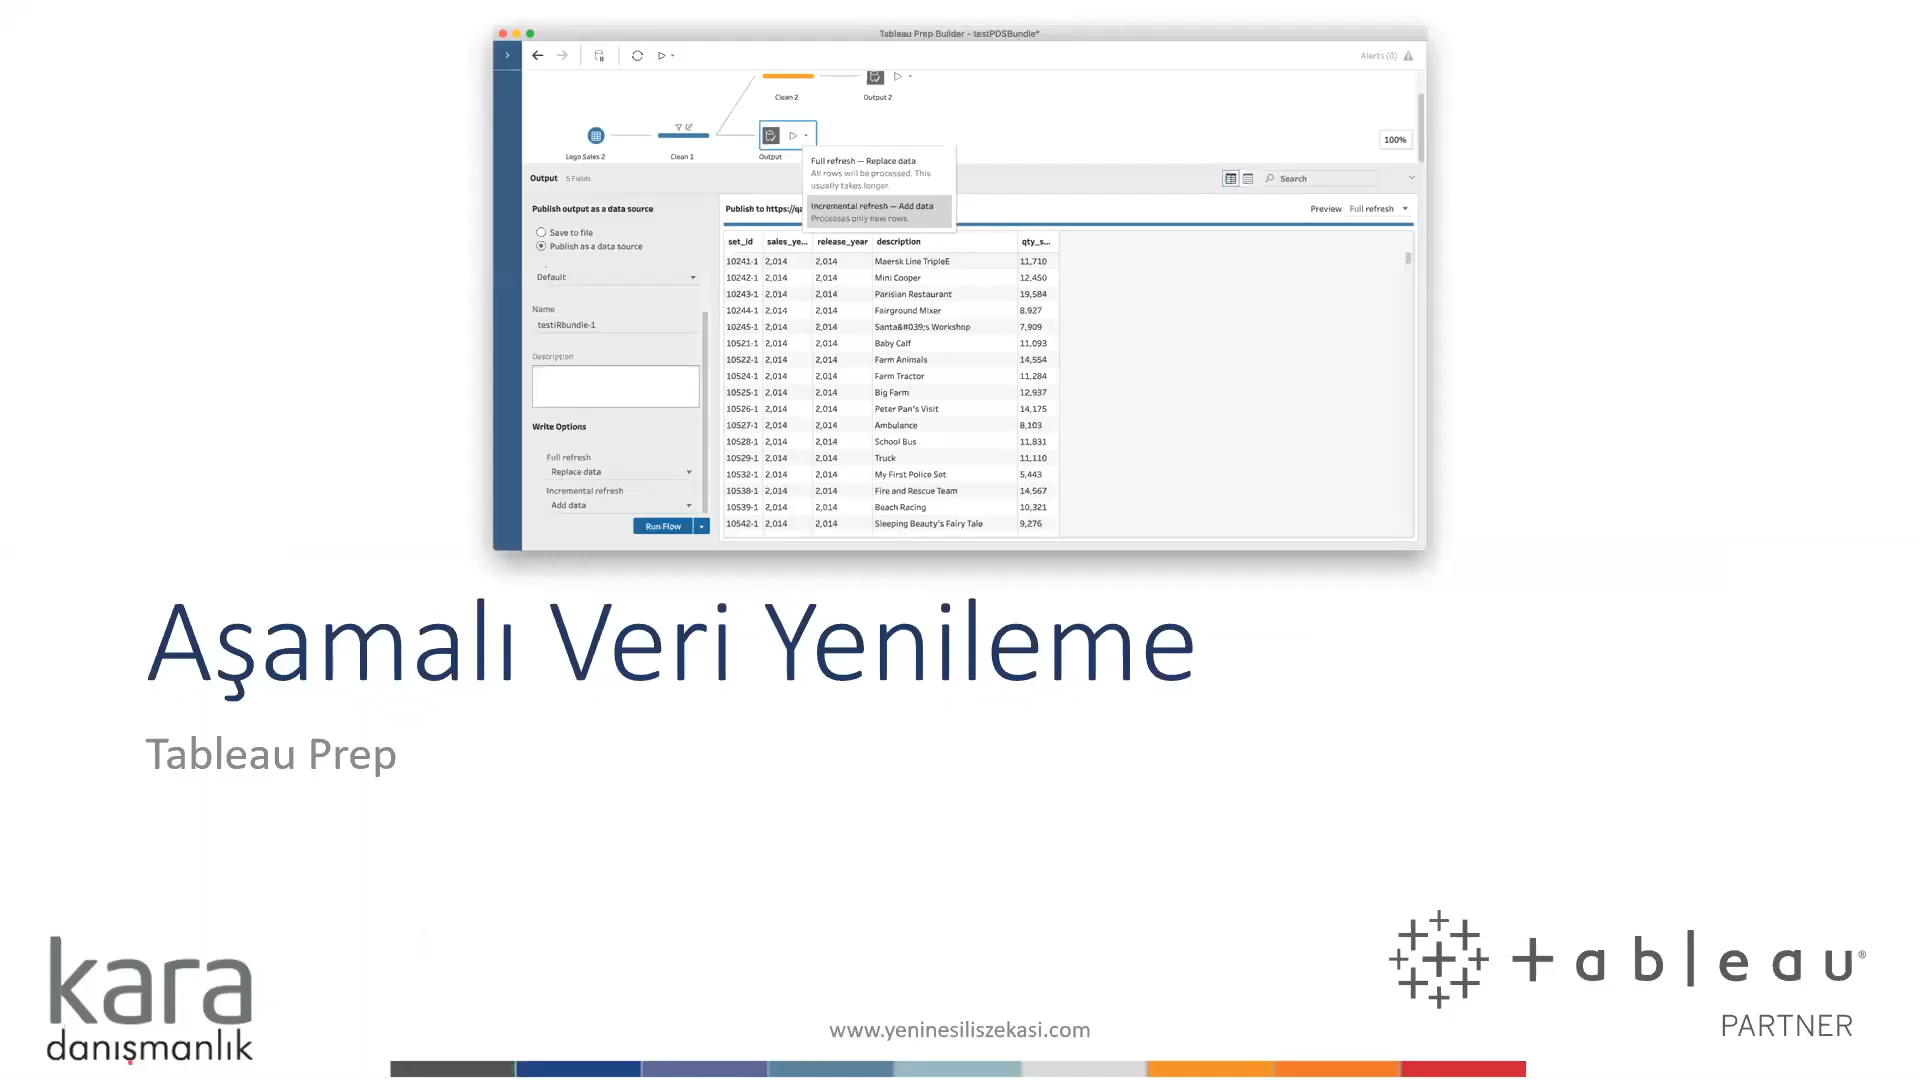 Tableau Prep Builder - testPDSBundle*
Alerts (0)
Clean 2
Output 2
Lego Sales 2
Clean 1
Output
100%
Full refresh — Replace data
All rows will be processed. This
usually takes longer.
Incremental refresh — Add data
Processes only new rows.
Output 5 Fields
Search
Publish output as a data source
Save to file
Publish as a data source
Default
Name
testIRbundle-1
Description
Write Options
Full refresh
Replace data
Incremental refresh
Add data
Run Flow
Publish to https://qa
Preview Full refresh
set_id sales_ye... release_year description qty_s...
10241-1 2,014 2,014 Maersk Line TripleE 11,710
10242-1 2,014 2,014 Mini Cooper 12,450
10243-1 2,014 2,014 Parisian Restaurant 19,584
10244-1 2,014 2,014 Fairground Mixer 8,927
10245-1 2,014 2,014 Santa&#039;s Workshop 7,909
10521-1 2,014 2,014 Baby Calf 11,093
10522-1 2,014 2,014 Farm Animals 14,554
10524-1 2,014 2,014 Farm Tractor 11,284
10525-1 2,014 2,014 Big Farm 12,937
10526-1 2,014 2,014 Peter Pan's Visit 14,175
10527-1 2,014 2,014 Ambulance 8,103
10528-1 2,014 2,014 School Bus 11,831
10529-1 2,014 2,014 Truck 11,110
10532-1 2,014 2,014 My First Police Set 5,443
10538-1 2,014 2,014 Fire and Rescue Team 14,567
10539-1 2,014 2,014 Beach Racing 10,321
10542-1 2,014 2,014 Sleeping Beauty's Fairy Tale 9,276
Aşamalı Veri Yenileme
Tableau Prep
kara
danışmanlık
www.yeninesiliszekasi.com
+ableau®
PARTNER